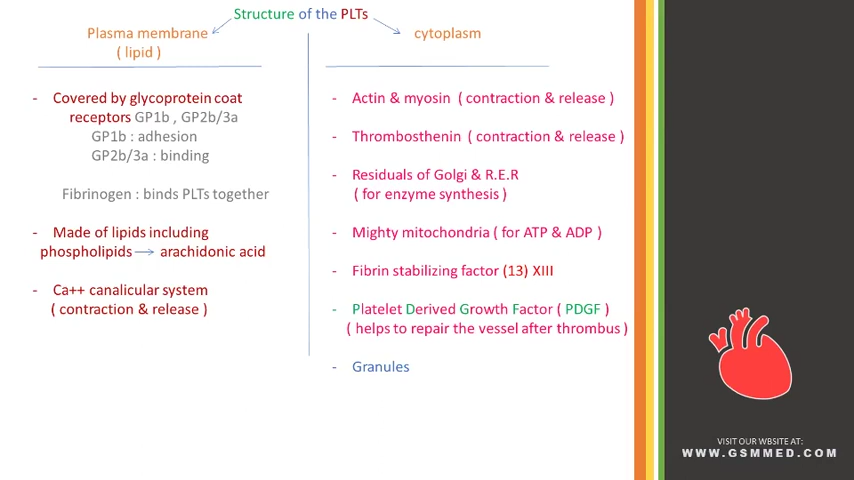 Structure of the PLTs
Plasma membrane
( lipid )
- Covered by glycoprotein coat
receptors GP1b , GP2b/3a
GP1b : adhesion
GP2b/3a : binding
Fibrinogen : binds PLTs together
- Made of lipids including
phospholipids → arachidonic acid
- Ca++ canalicular system
( contraction & release )
cytoplasm
- Actin & myosin ( contraction & release )
- Thrombosthenin ( contraction & release )
- Residuals of Golgi & R.E.R
( for enzyme synthesis )
- Mighty mitochondria ( for ATP & ADP )
- Fibrin stabilizing factor (13) XIII
- Platelet Derived Growth Factor ( PDGF )
( helps to repair the vessel after thrombus )
- Granules
VISIT OUR WBSITE AT:
WWW.GSMMED.COM